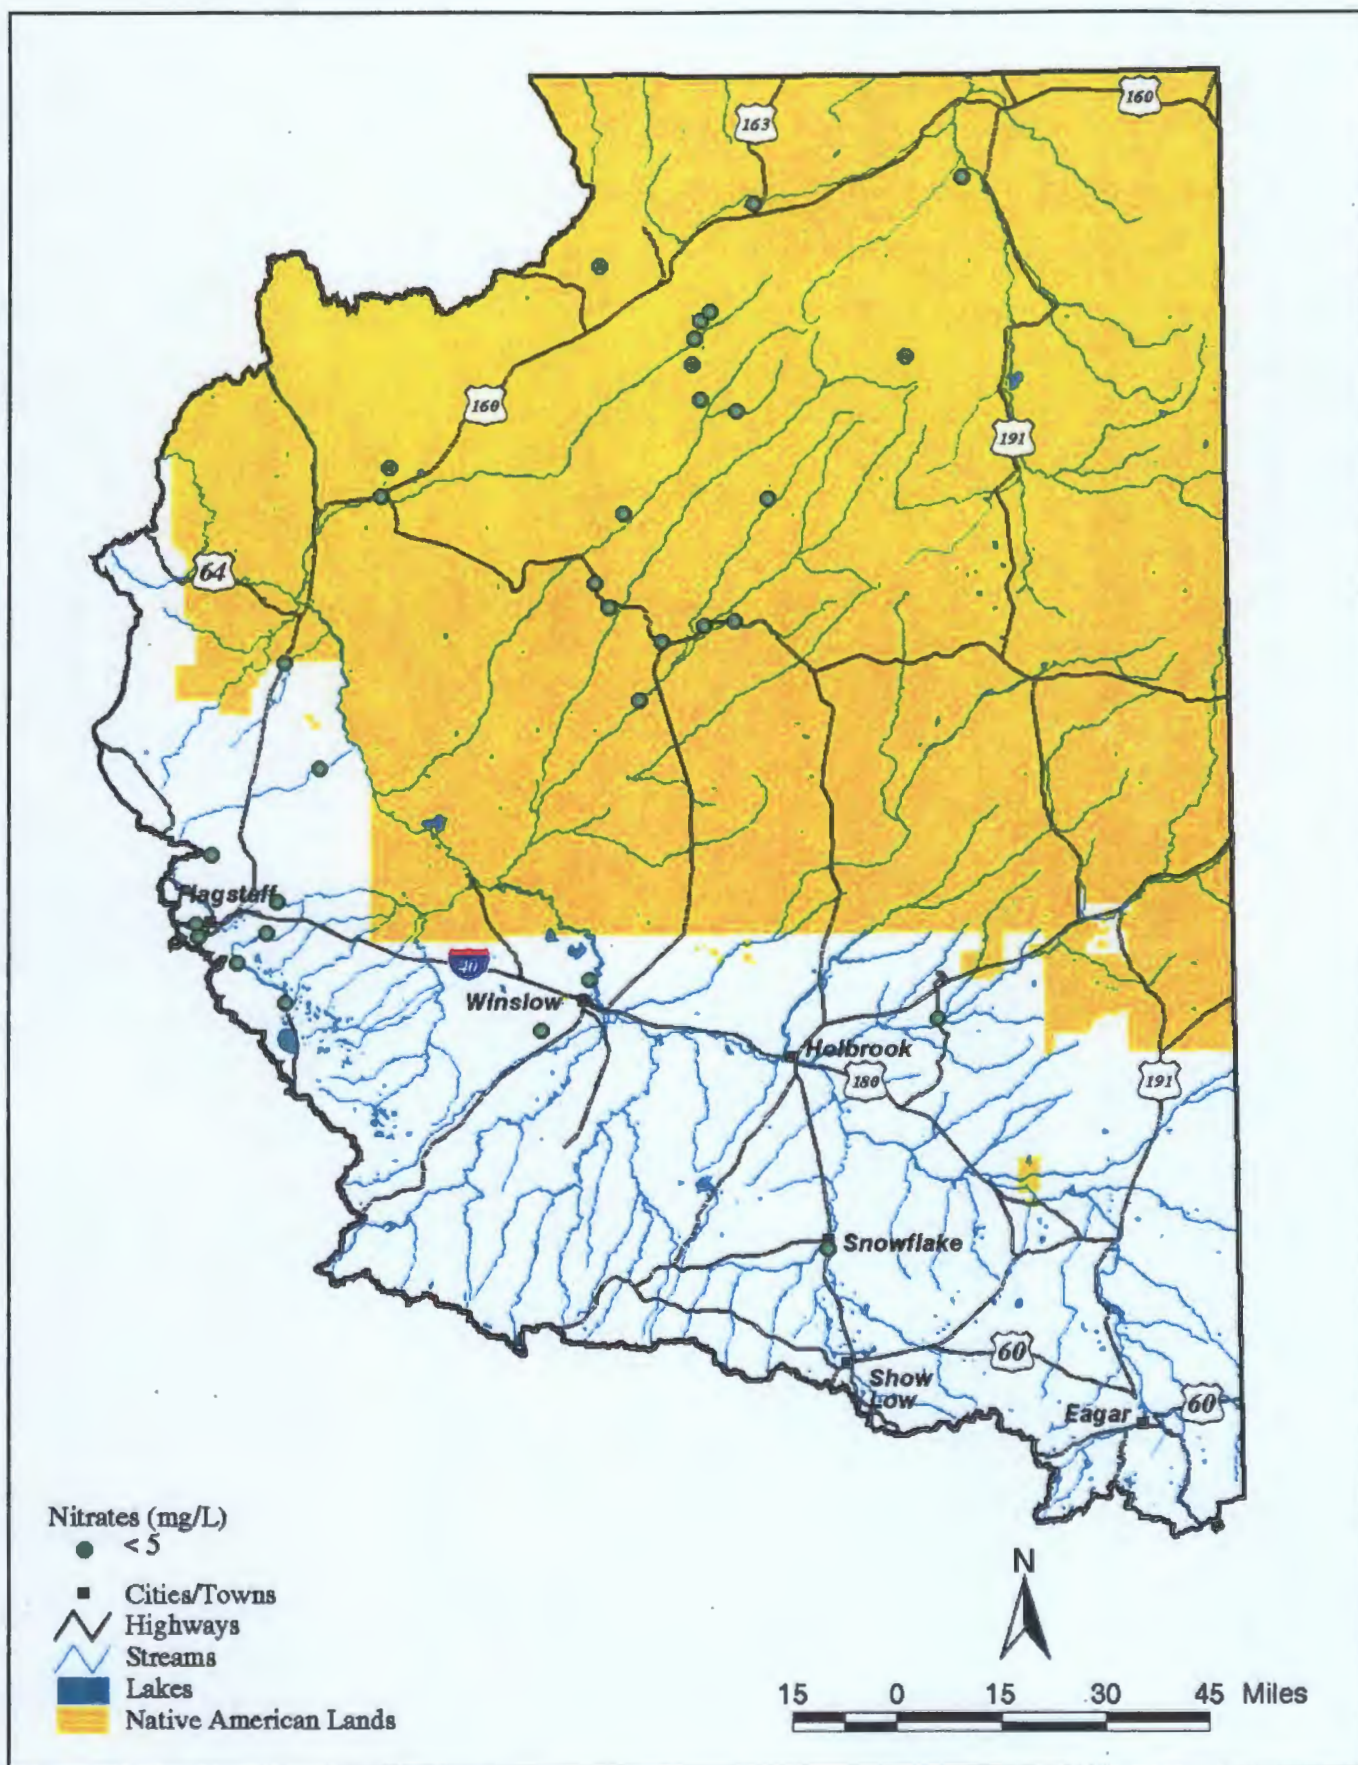 160
163
160
191
64
Flagstaff
40
Winslow
Holbrook
180
191
Snowflake
60
Show
Low
60
Eagar
Nitrates (mg/L)
< 5
Cities/Towns
Highways
Streams
Lakes
Native American Lands
N
15 0 15 30 45 Miles